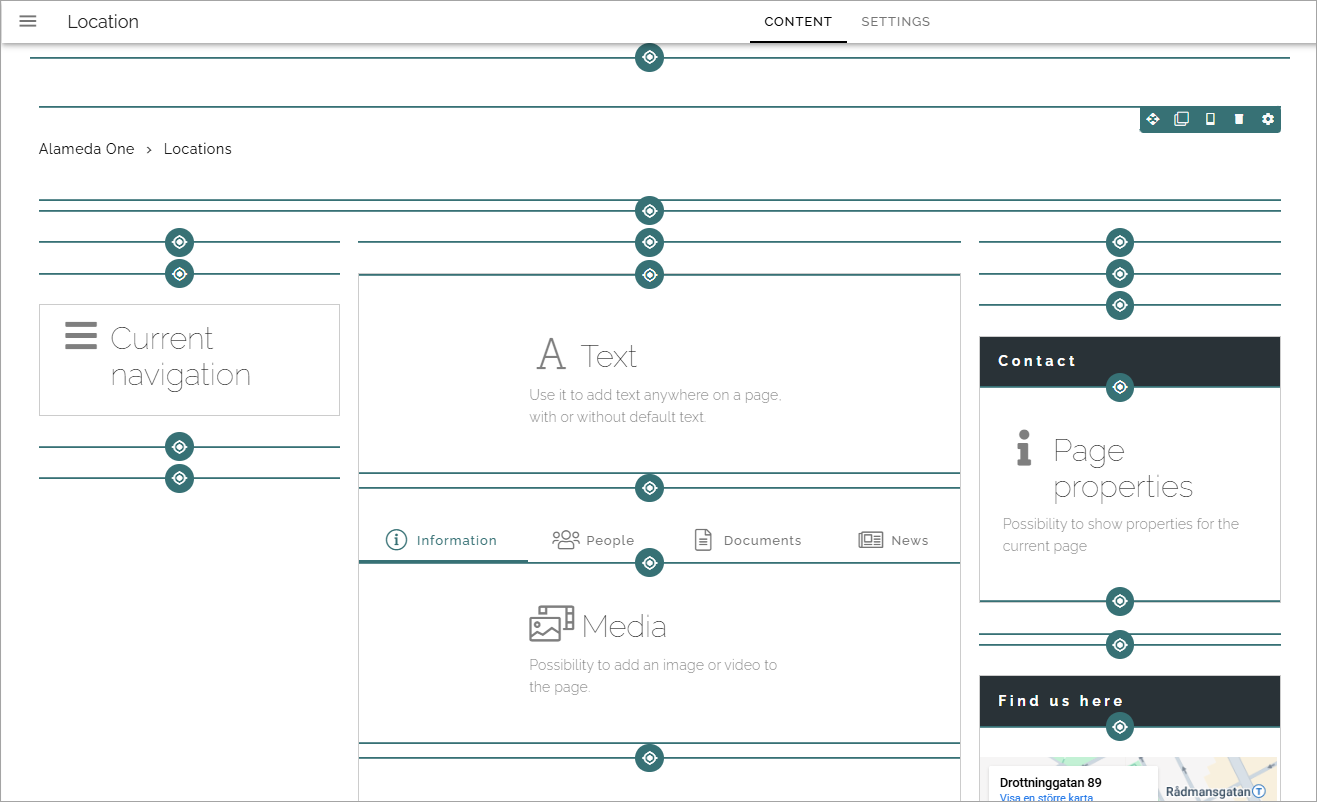 Location
CONTENT SETTINGS
Alameda One > Locations
Current
navigation
A Text
Use it to add text anywhere on a page,
with or without default text.
Information People Documents News
Media
Possibility to add an image or video to
the page.
Contact
Page
properties
Possibility to show properties for the
current page
Find us here
Drottninggatan 89
Visa en större karta
Rådmansgatan T